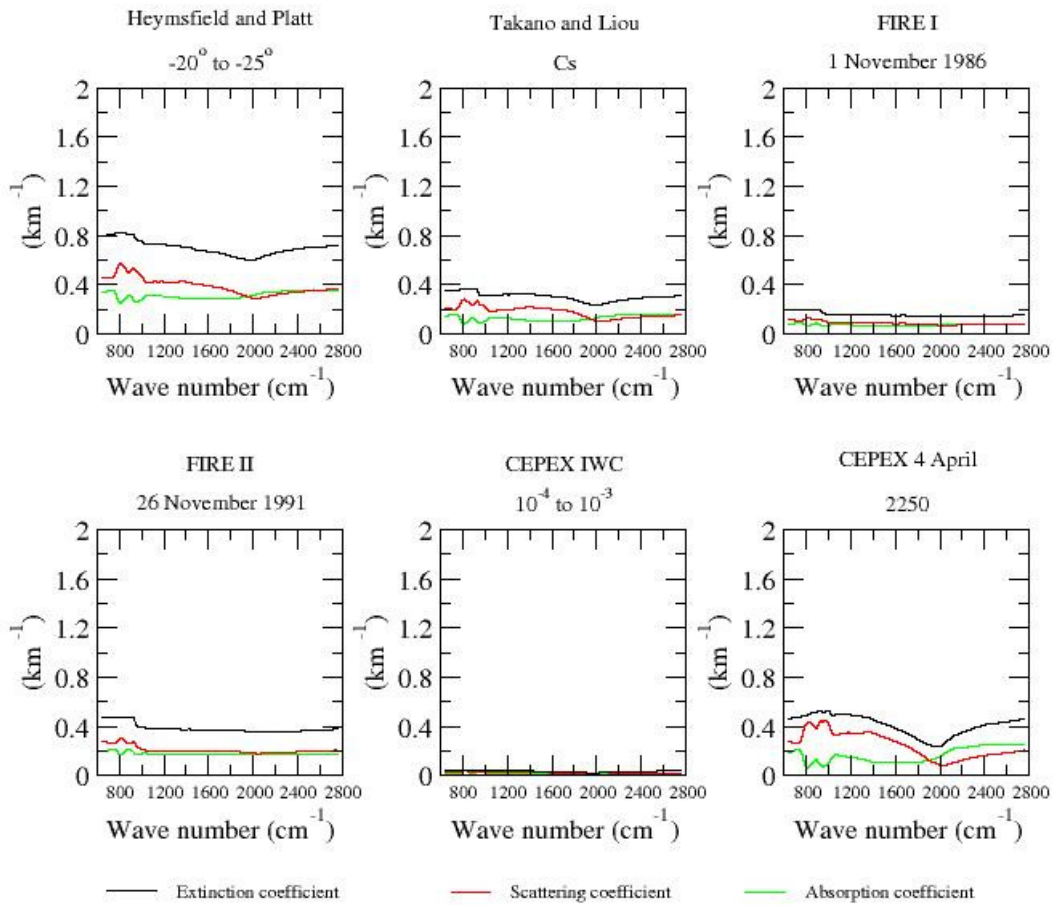 Heymsfield and Platt
-20° to -25°
2
1.6
1.2
0.8
0.4
0
(km⁻¹)
800 1200 1600 2000 2400 2800
Wave number (cm⁻¹)
Takano and Liou
Cs
2
1.6
1.2
0.8
0.4
0
(km⁻¹)
800 1200 1600 2000 2400 2800
Wave number (cm⁻¹)
FIRE I
1 November 1986
2
1.6
1.2
0.8
0.4
0
(km⁻¹)
800 1200 1600 2000 2400 2800
Wave number (cm⁻¹)
FIRE II
26 November 1991
2
1.6
1.2
0.8
0.4
0
(km⁻¹)
800 1200 1600 2000 2400 2800
Wave number (cm⁻¹)
CEPEX IWC
10⁻⁴ to 10⁻³
2
1.6
1.2
0.8
0.4
0
(km⁻¹)
800 1200 1600 2000 2400 2800
Wave number (cm⁻¹)
CEPEX 4 April
2250
2
1.6
1.2
0.8
0.4
0
(km⁻¹)
800 1200 1600 2000 2400 2800
Wave number (cm⁻¹)
Extinction coefficient Scattering coefficient Absorption coefficient